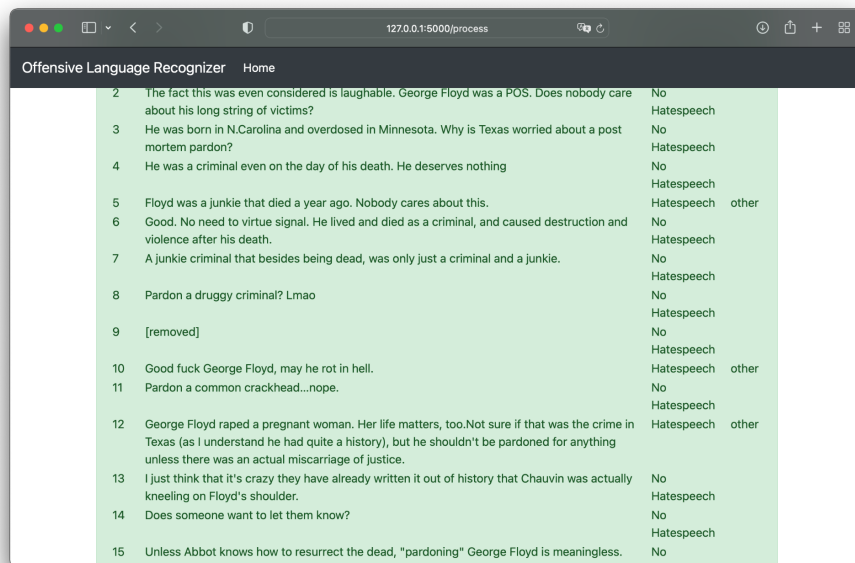 127.0.0.1:5000/process
Offensive Language Recognizer Home
2 The fact this was even considered is laughable. George Floyd was a POS. Does nobody care No
about his long string of victims? Hatespeech
3 He was born in N.Carolina and overdosed in Minnesota. Why is Texas worried about a post No
mortem pardon? Hatespeech
4 He was a criminal even on the day of his death. He deserves nothing No
Hatespeech
5 Floyd was a junkie that died a year ago. Nobody cares about this. Hatespeech other
6 Good. No need to virtue signal. He lived and died as a criminal, and caused destruction and No
violence after his death. Hatespeech
7 A junkie criminal that besides being dead, was only just a criminal and a junkie. No
Hatespeech
8 Pardon a druggy criminal? Lmao No
Hatespeech
9 [removed] No
Hatespeech
10 Good fuck George Floyd, may he rot in hell. Hatespeech other
11 Pardon a common crackhead...nope. No
Hatespeech
12 George Floyd raped a pregnant woman. Her life matters, too.Not sure if that was the crime in Hatespeech other
Texas (as I understand he had quite a history), but he shouldn't be pardoned for anything
unless there was an actual miscarriage of justice.
13 I just think that it's crazy they have already written it out of history that Chauvin was actually No
kneeling on Floyd's shoulder. Hatespeech
14 Does someone want to let them know? No
Hatespeech
15 Unless Abbot knows how to resurrect the dead, "pardoning" George Floyd is meaningless. No